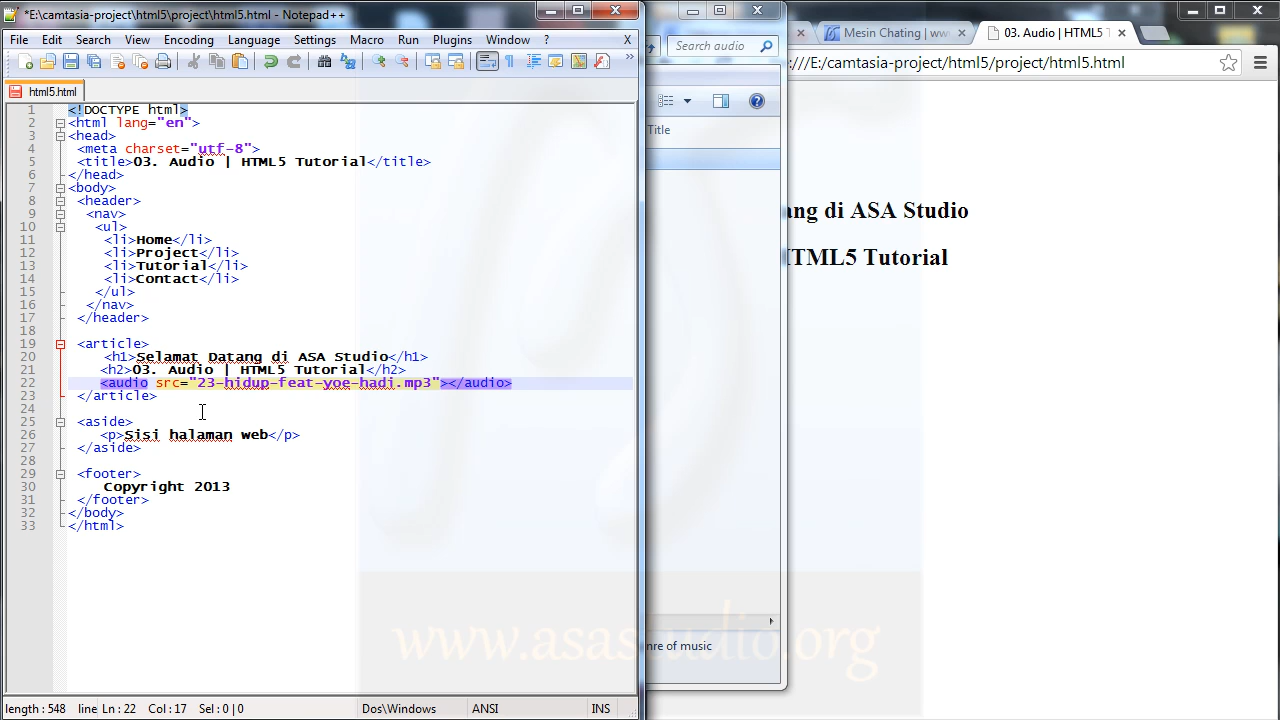 *E:\camtasia-project\html5\project\html5.html - Notepad++
File Edit Search View Encoding Language Settings Macro Run Plugins Window ? X
html5.html
1 <!DOCTYPE html>
2 <html lang="en">
3 <head>
4 <meta charset="utf-8">
5 <title>03. Audio | HTML5 Tutorial</title>
6 </head>
7 <body>
8 <header>
9 <nav>
10 <ul>
11 <li>Home</li>
12 <li>Project</li>
13 <li>Tutorial</li>
14 <li>Contact</li>
15 </ul>
16 </nav>
17 </header>
18
19 <article>
20 <h1>Selamat Datang di ASA Studio</h1>
21 <h2>03. Audio | HTML5 Tutorial</h2>
22 <audio src="23-hidup-feat-yoe-hadi.mp3"></audio>
23 </article>
24
25 <aside>
26 <p>Sisi halaman web</p>
27 </aside>
28
29 <footer>
30 Copyright 2013
31 </footer>
32 </body>
33 </html>
length : 548 line Ln : 22 Col : 17 Sel : 0 | 0 Dos\Windows ANSI INS
Search audio
Title
nre of music
Mesin Chating | ww
03. Audio | HTML5 T
:///E:/camtasia-project/html5/project/html5.html
ang di ASA Studio
HTML5 Tutorial
www.asastudio.org